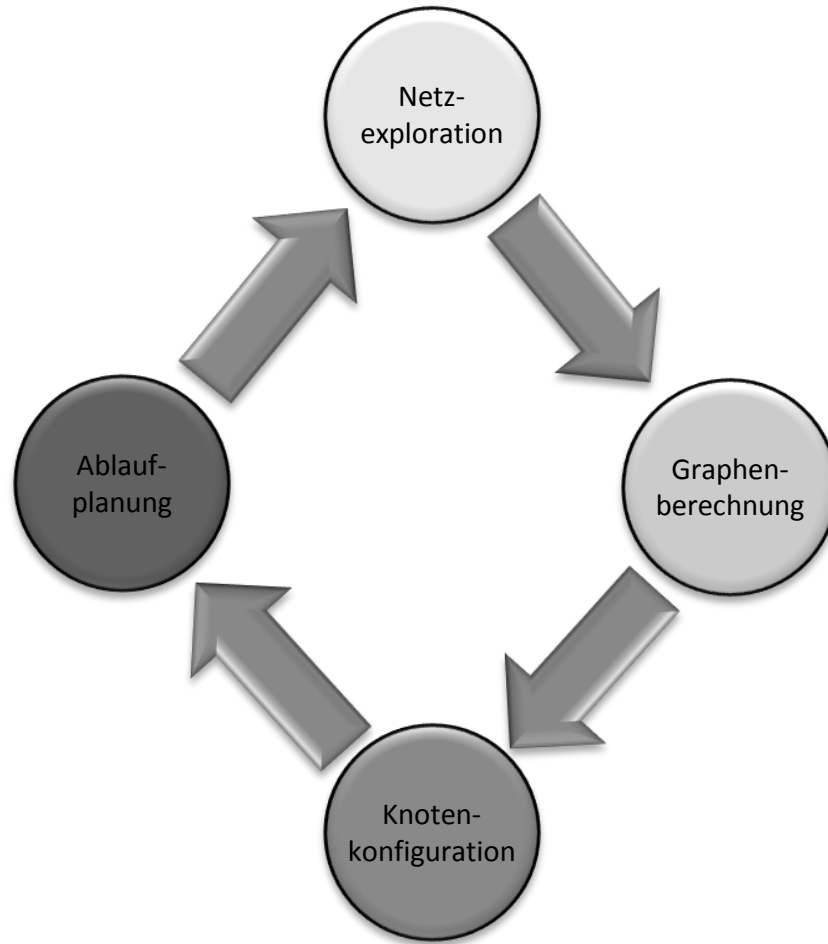 Netz-
exploration
Graphen-
berechnung
Knoten-
konfiguration
Ablauf-
planung